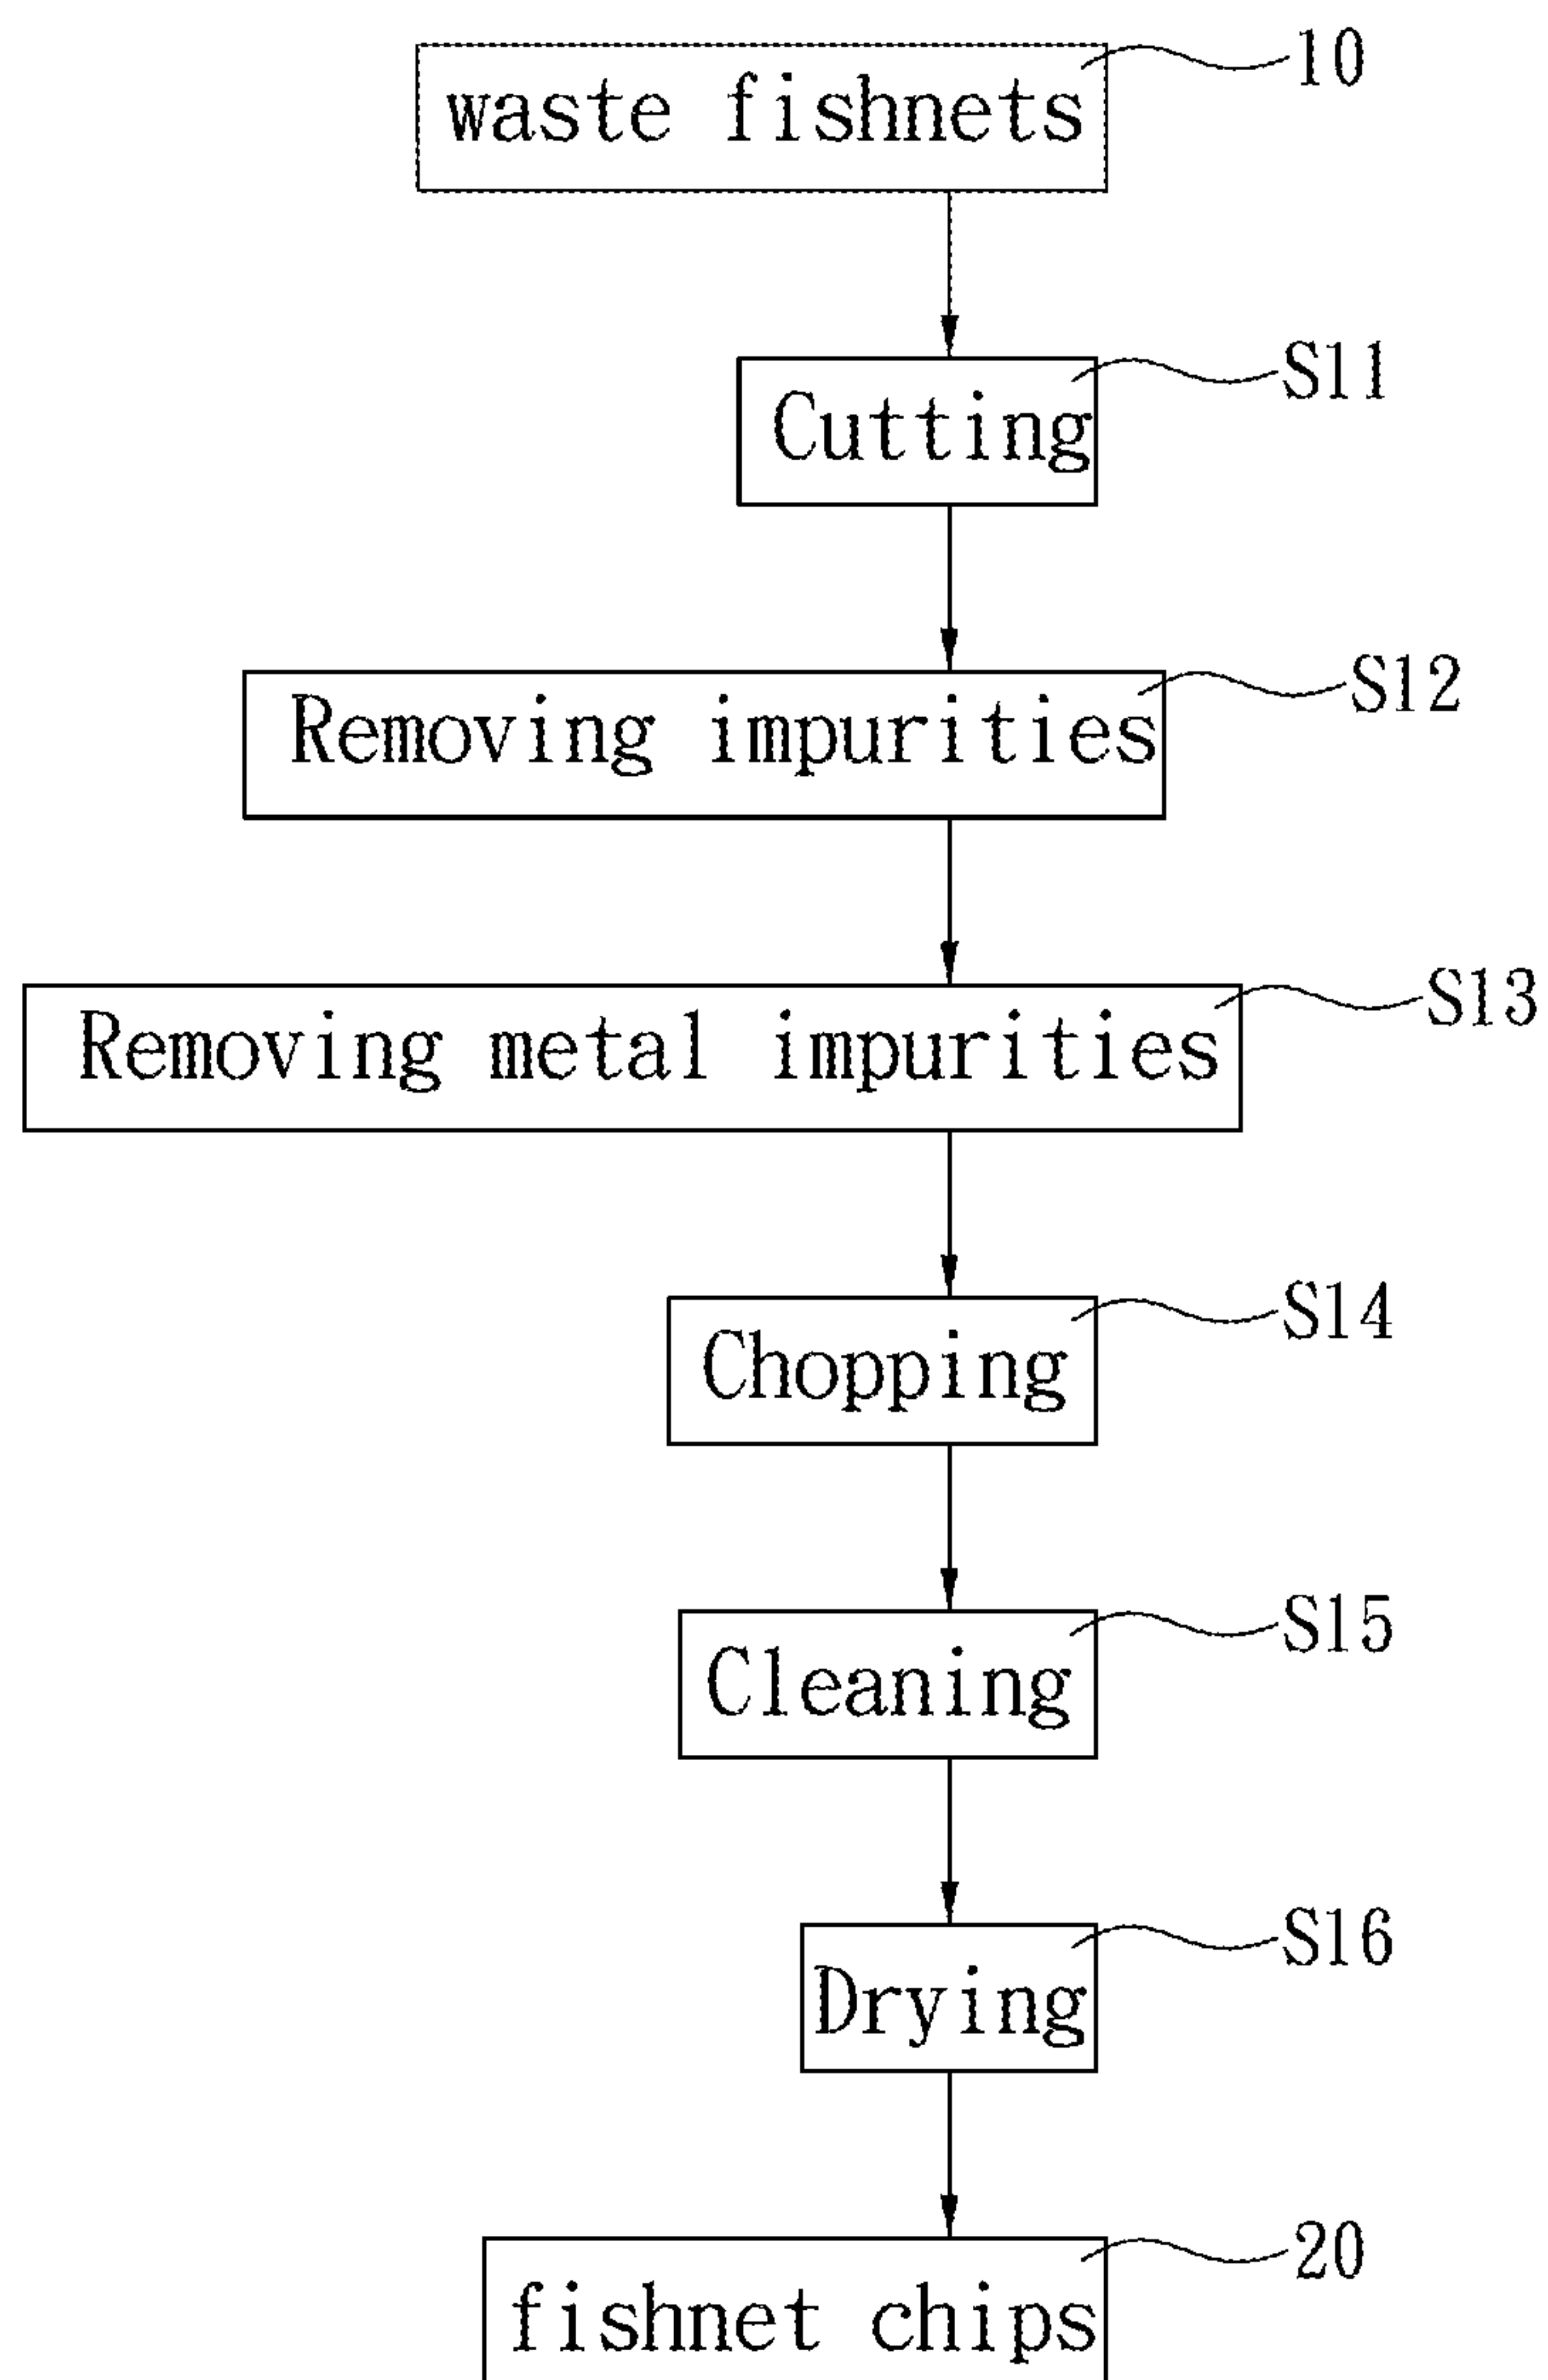 waste fishnets 10
Cutting S11
Removing impurities S12
Removing metal impurities S13
Chopping S14
Cleaning S15
Drying S16
fishnet chips 20